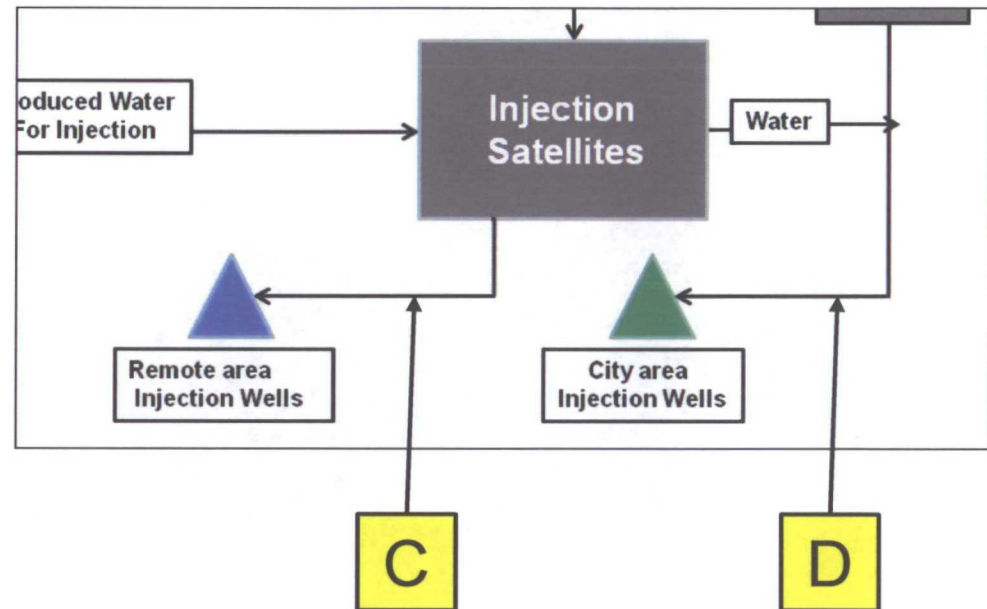 oduced Water
For Injection
Injection
Satellites
Water
Remote area
Injection Wells
City area
Injection Wells
C
D